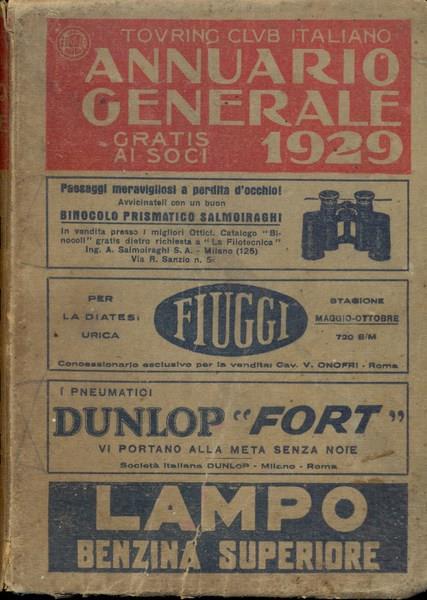 TOVRING CLVB ITALIANO
ANNUARIO
GENERALE
GRATIS
AI SOCI
1929
Paesaggi meravigliosi a perdita d'occhio!
Avvicinateli con un buon
BINOCOLO PRISMATICO SALMOIRAGHI
In vendita presso i migliori Ottici. Catalogo "Bi-
nocoli" gratis dietro richiesta a "La Filotecnica"
Ing. A. Salmoiraghi S. A. - Milano (125)
Via R. Sanzio n. 5
PER
LA DIATESI
URICA
FIUGGI
STAGIONE
MAGGIO-OTTOBRE
720 S/M
Concessionario esclusivo per la vendita: Cav. V. ONOFRI - Roma
I PNEUMATICI
DUNLOP "FORT"
VI PORTANO ALLA META SENZA NOIE
Società Italiana DUNLOP - Milano - Roma
LAMPO
BENZINA SUPERIORE